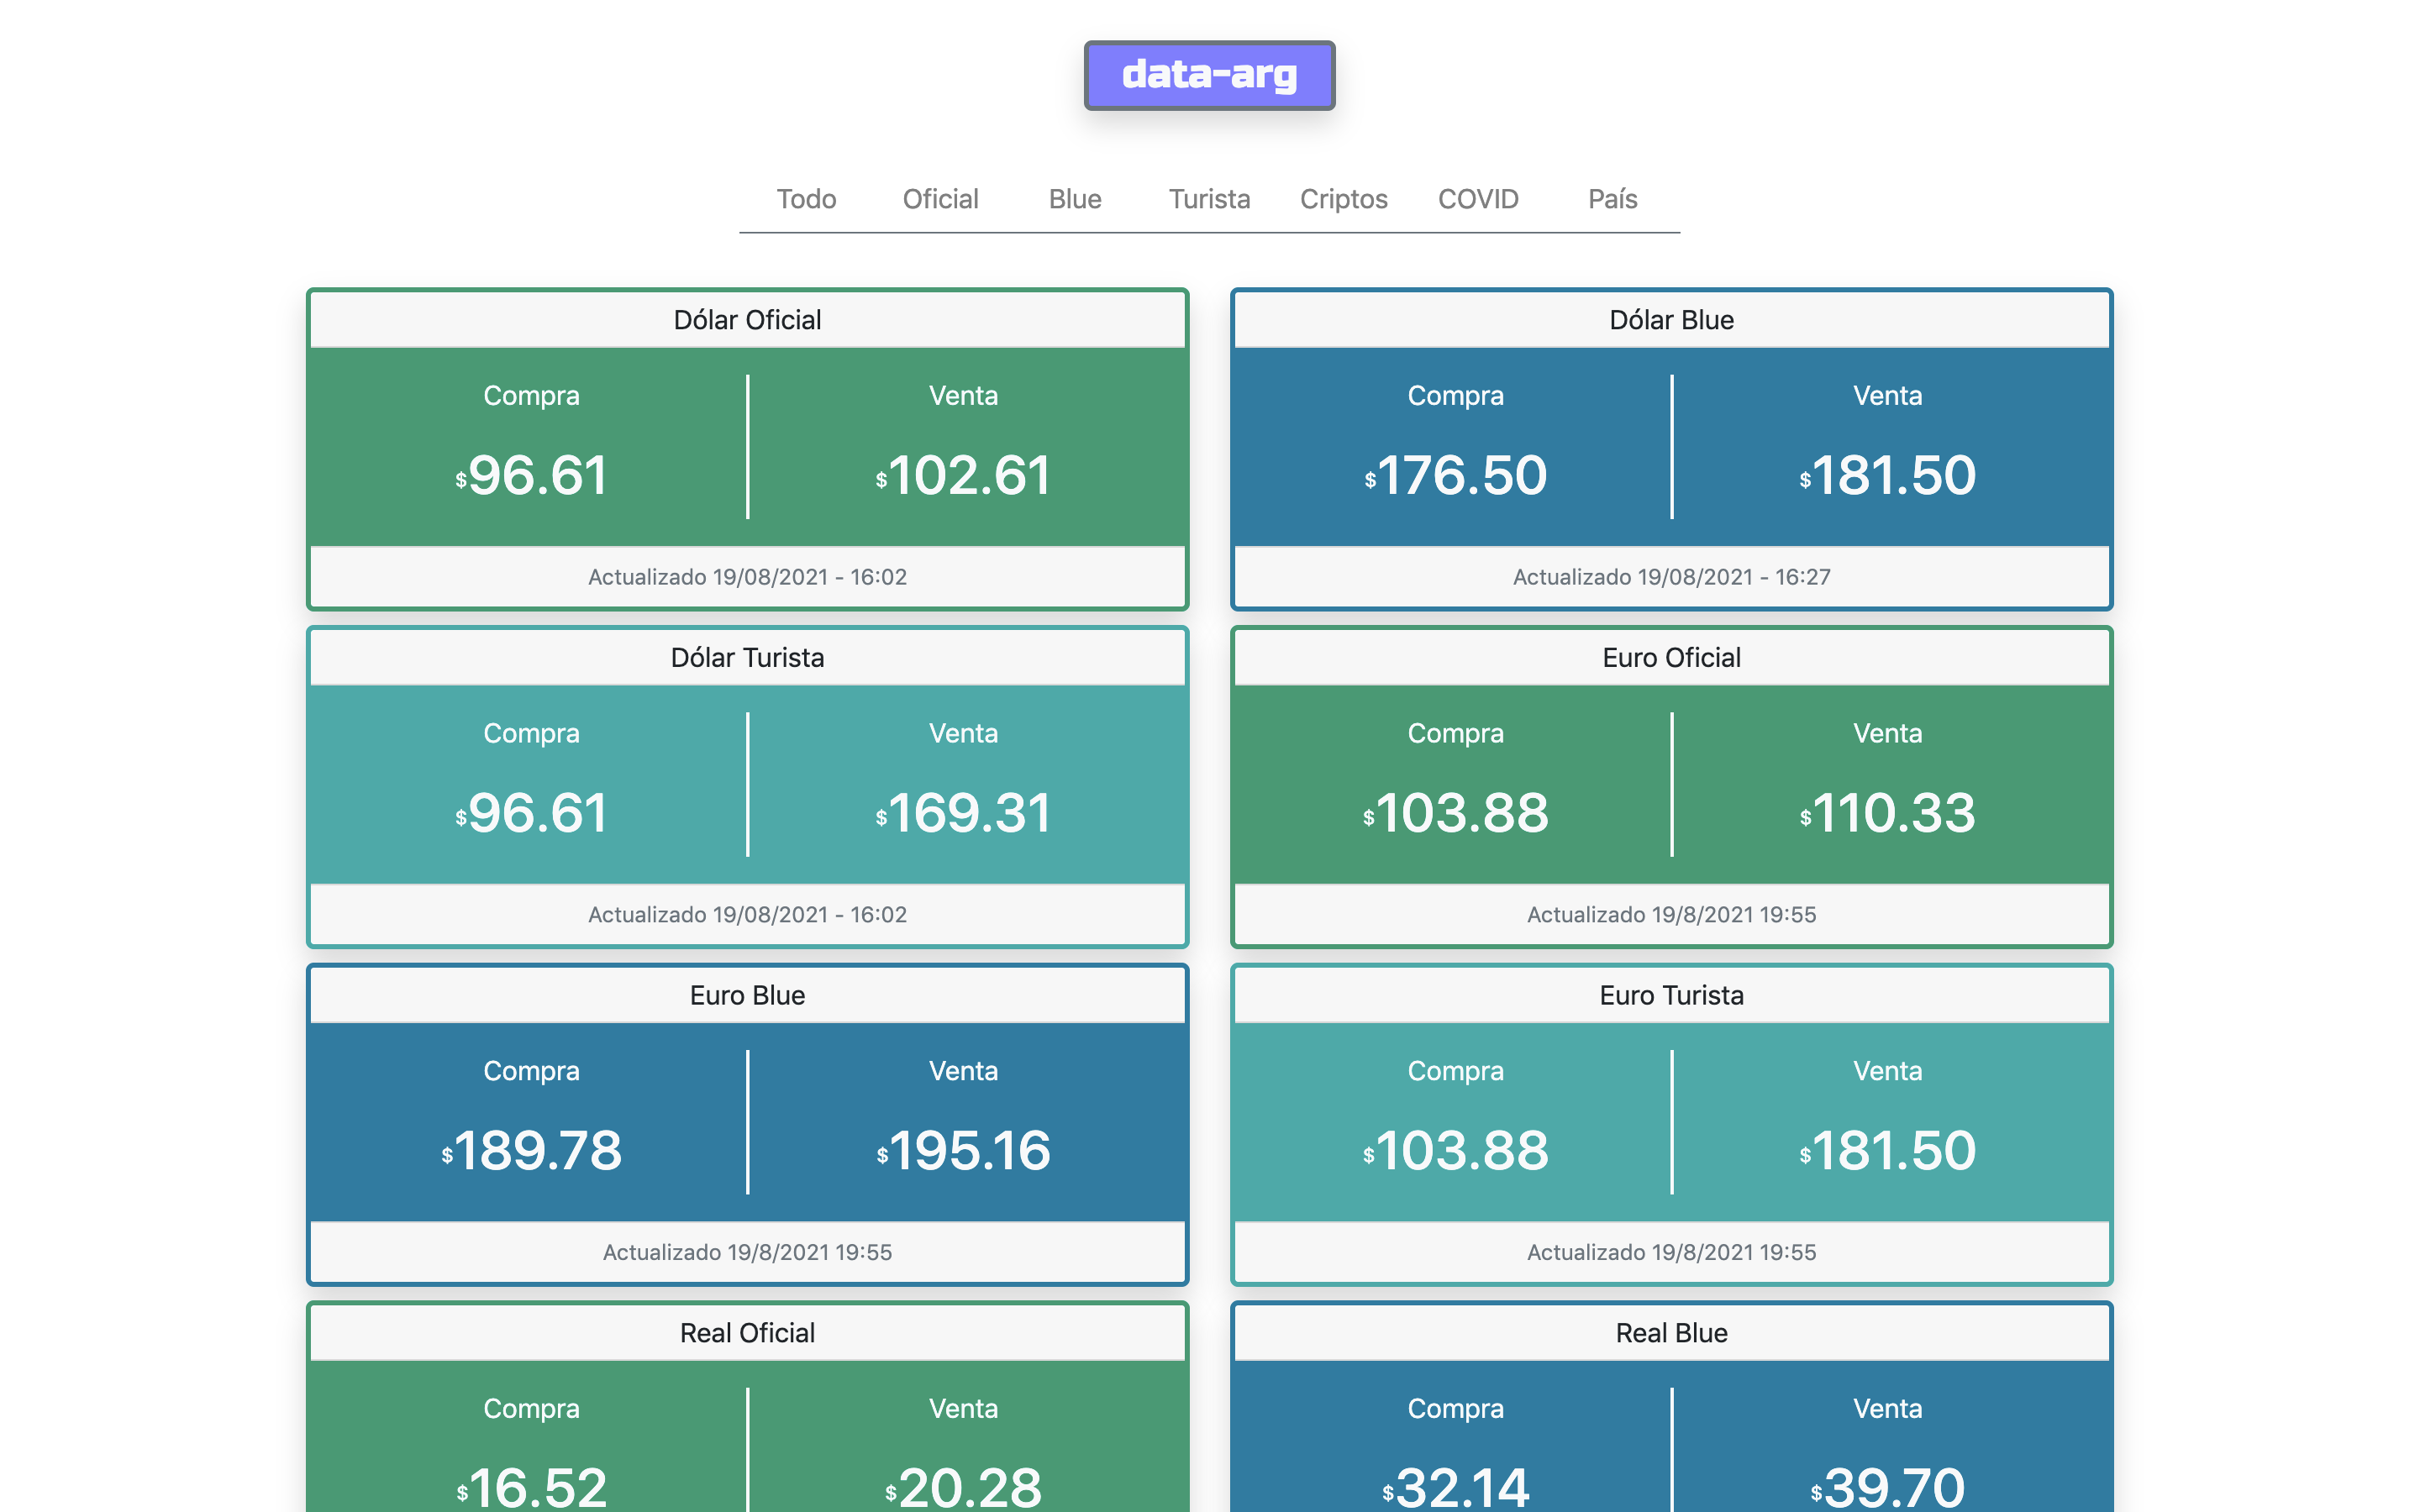 data-arg
Todo Oficial Blue Turista Criptos COVID País
Dólar Oficial
Compra Venta
$96.61 $102.61
Actualizado 19/08/2021 - 16:02
Dólar Blue
Compra Venta
$176.50 $181.50
Actualizado 19/08/2021 - 16:27
Dólar Turista
Compra Venta
$96.61 $169.31
Actualizado 19/08/2021 - 16:02
Euro Oficial
Compra Venta
$103.88 $110.33
Actualizado 19/8/2021 19:55
Euro Blue
Compra Venta
$189.78 $195.16
Actualizado 19/8/2021 19:55
Euro Turista
Compra Venta
$103.88 $181.50
Actualizado 19/8/2021 19:55
Real Oficial
Compra Venta
$16.52 $20.28
Real Blue
Compra Venta
$32.14 $39.70